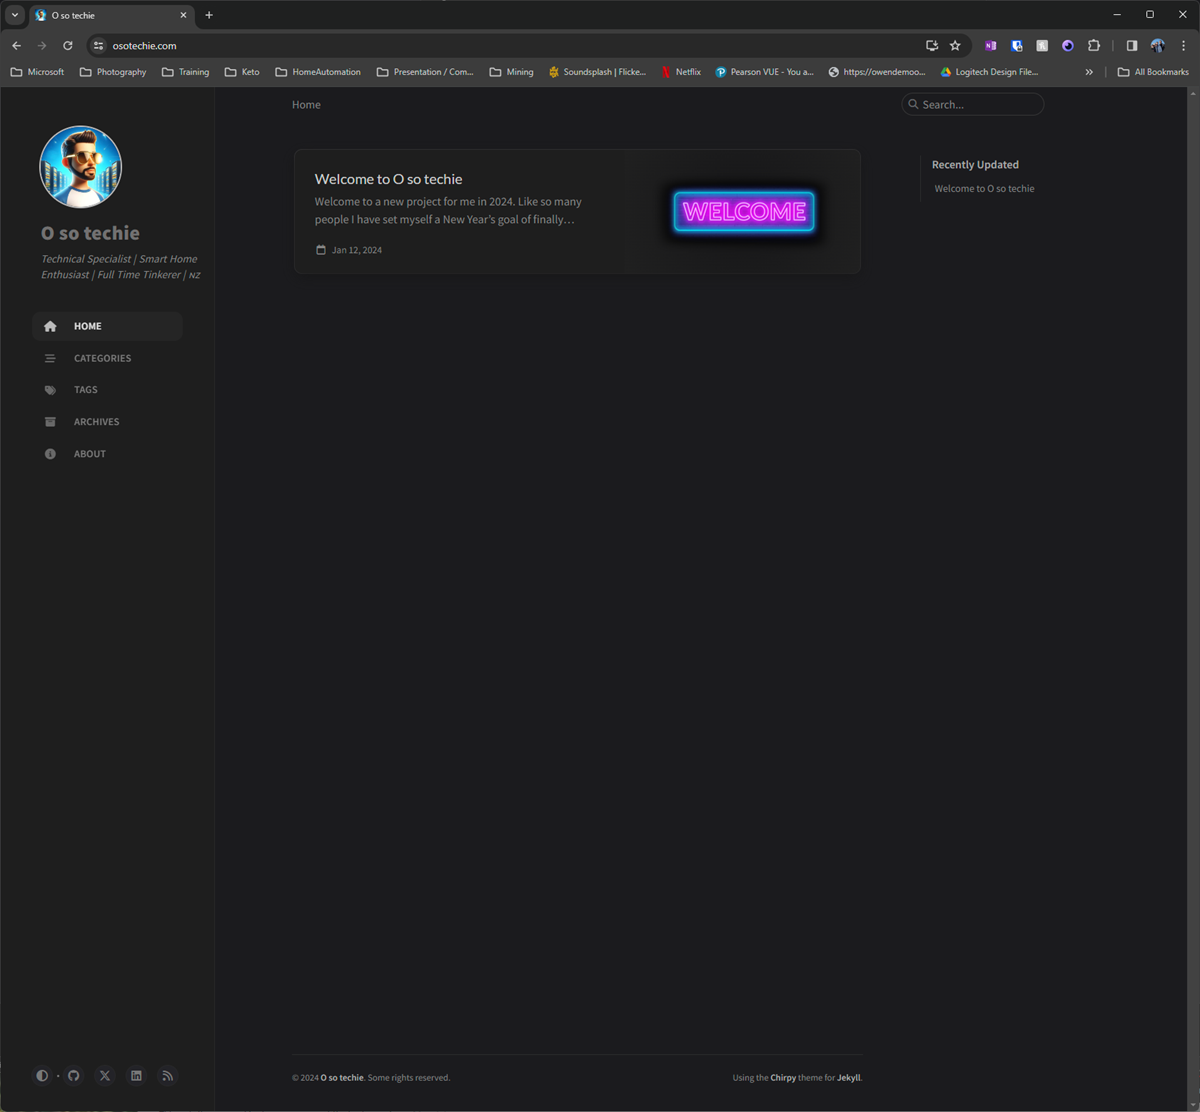 O so techie
osotechie.com
Microsoft
Photography
Training
Keto
HomeAutomation
Presentation / Com...
Mining
Soundsplash | Flicke...
Netflix
Pearson VUE - You a...
https://owendemoo...
Logitech Design File...
All Bookmarks
O so techie
Technical Specialist | Smart Home
Enthusiast | Full Time Tinkerer | NZ
HOME
CATEGORIES
TAGS
ARCHIVES
ABOUT
Home
Search...
Welcome to O so techie
Welcome to a new project for me in 2024. Like so many
people I have set myself a New Year's goal of finally…
Jan 12, 2024
WELCOME
Recently Updated
Welcome to O so techie
© 2024 O so techie. Some rights reserved.
Using the Chirpy theme for Jekyll.